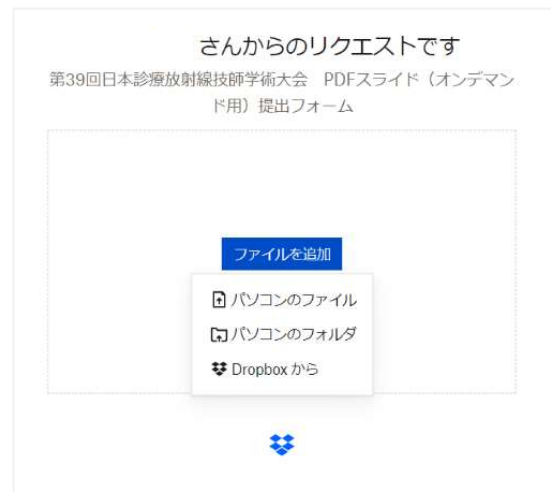 さんからのリクエストです
第39回日本診療放射線技師学術大会　PDFスライド（オンデマン
ド用）提出フォーム
ファイルを追加
パソコンのファイル
パソコンのフォルダ
Dropbox から